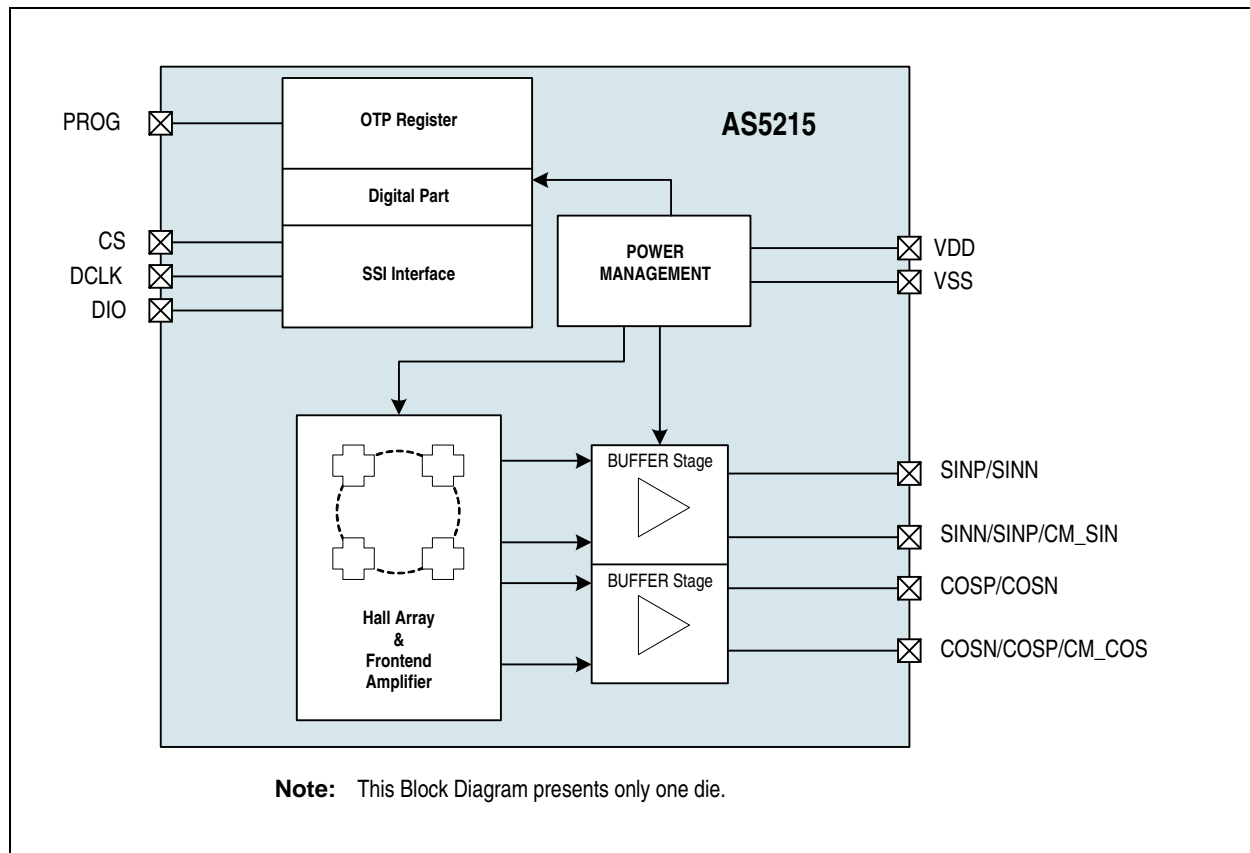 AS5215
PROG
OTP Register
Digital Part
CS
DCLK
DIO
SSI Interface
POWER
MANAGEMENT
VDD
VSS
Hall Array
&
Frontend
Amplifier
BUFFER Stage
BUFFER Stage
SINP/SINN
SINN/SINP/CM_SIN
COSP/COSN
COSN/COSP/CM_COS
Note: This Block Diagram presents only one die.